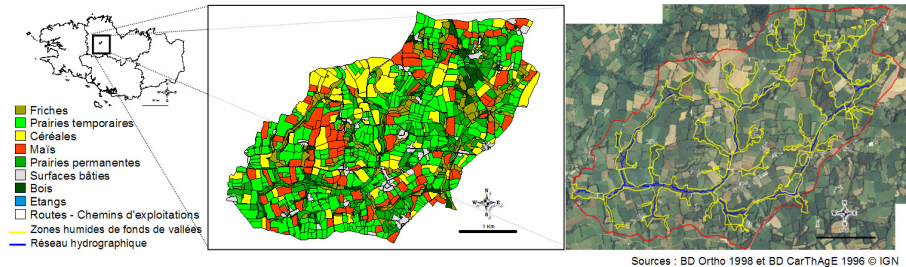 Friches
Prairies temporaires
Céréales
Maïs
Prairies permanentes
Surfaces bâties
Bois
Etangs
Routes - Chemins d'exploitations
Zones humides de fonds de vallées
Réseau hydrographique
N
W E
S
1 Km
Sources : BD Ortho 1998 et BD CarThAgE 1996 © IGN